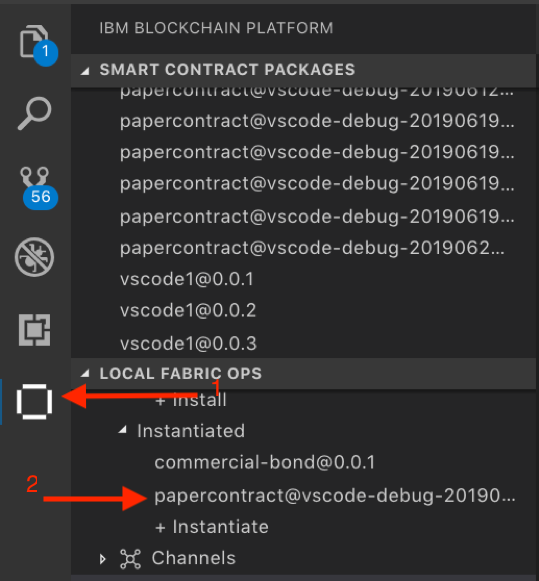 IBM BLOCKCHAIN PLATFORM
1
SMART CONTRACT PACKAGES
papercontract@vscode-debug-20190612...
papercontract@vscode-debug-20190619...
papercontract@vscode-debug-20190619...
papercontract@vscode-debug-20190619...
papercontract@vscode-debug-20190619...
56
papercontract@vscode-debug-2019062...
vscode1@0.0.1
vscode1@0.0.2
vscode1@0.0.3
LOCAL FABRIC OPS
1
+ Install
Instantiated
commercial-bond@0.0.1
2
papercontract@vscode-debug-20190...
+ Instantiate
Channels